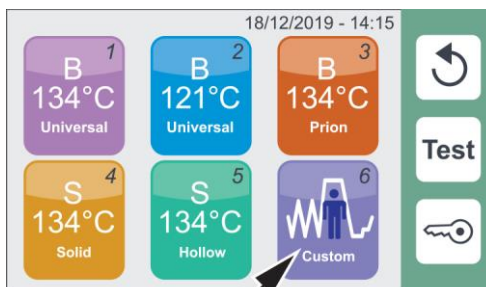 18/12/2019 - 14:15
1
B
134°C
Universal
2
B
121°C
Universal
3
B
134°C
Prion
4
S
134°C
Solid
5
S
134°C
Hollow
6
Custom
Test